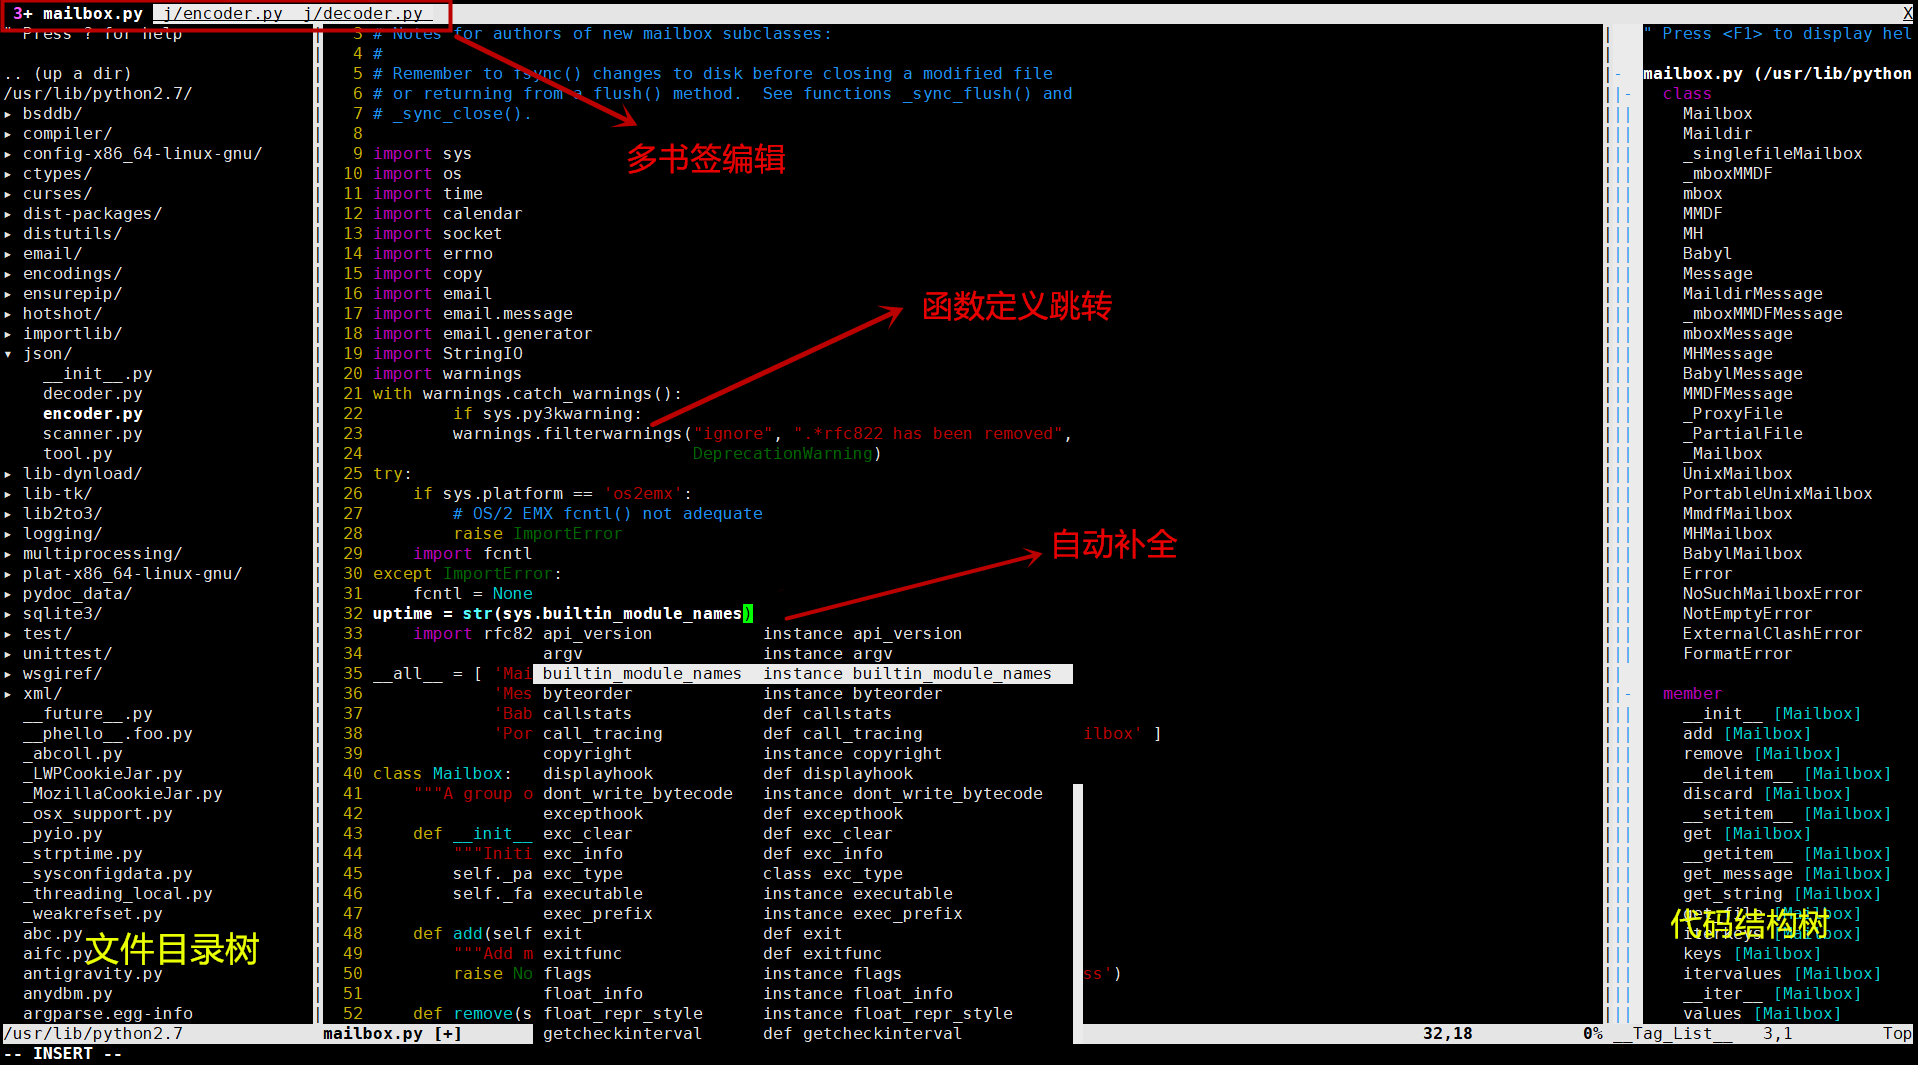 3+ mailbox.py  j/encoder.py  j/decoder.py  X
" Press ? for help
.. (up a dir)
/usr/lib/python2.7/
▸ bsddb/
▸ compiler/
▸ config-x86_64-linux-gnu/
▸ ctypes/
▸ curses/
▸ dist-packages/
▸ distutils/
▸ email/
▸ encodings/
▸ ensurepip/
▸ hotshot/
▸ importlib/
▾ json/
__init__.py
decoder.py
encoder.py
scanner.py
tool.py
▸ lib-dynload/
▸ lib-tk/
▸ lib2to3/
▸ logging/
▸ multiprocessing/
▸ plat-x86_64-linux-gnu/
▸ pydoc_data/
▸ sqlite3/
▸ test/
▸ unittest/
▸ wsgiref/
▸ xml/
__future__.py
__phello__.foo.py
_abcoll.py
_LWPCookieJar.py
_MozillaCookieJar.py
_osx_support.py
_pyio.py
_strptime.py
_sysconfigdata.py
_threading_local.py
_weakrefset.py
abc.py
aifc.py
antigravity.py
anydbm.py
argparse.egg-info
文件目录树
3 # Notes for authors of new mailbox subclasses:
4 #
5 # Remember to fsync() changes to disk before closing a modified file
6 # or returning from a flush() method.  See functions _sync_flush() and
7 # _sync_close().
8
9 import sys
10 import os
11 import time
12 import calendar
13 import socket
14 import errno
15 import copy
16 import email
17 import email.message
18 import email.generator
19 import StringIO
20 import warnings
21 with warnings.catch_warnings():
22         if sys.py3kwarning:
23         warnings.filterwarnings("ignore", ".*rfc822 has been removed",
24                                 DeprecationWarning)
25 try:
26     if sys.platform == 'os2emx':
27         # OS/2 EMX fcntl() not adequate
28         raise ImportError
29     import fcntl
30 except ImportError:
31     fcntl = None
32 uptime = str(sys.builtin_module_names)
33     import rfc82 api_version           instance api_version
34                  argv                  instance argv
35 __all__ = [ 'Mai builtin_module_names  instance builtin_module_names
36             'Mes byteorder             instance byteorder
37             'Bab callstats             def callstats
38             'Por call_tracing          def call_tracing                ilbox' ]
39                  copyright             instance copyright
40 class Mailbox:   displayhook           def displayhook
41     """A group o dont_write_bytecode   instance dont_write_bytecode
42                  excepthook            def excepthook
43     def __init__ exc_clear             def exc_clear
44         """Initi exc_info              def exc_info
45         self._pa exc_type              class exc_type
46         self._fa executable            instance executable
47                  exec_prefix           instance exec_prefix
48     def add(self exit                  def exit
49         """Add m exitfunc              def exitfunc
50         raise No flags                 instance flags                  ss')
51                  float_info            instance float_info
52     def remove(s float_repr_style      instance float_repr_style
getcheckinterval      def getcheckinterval
多书签编辑
函数定义跳转
自动补全
" Press <F1> to display hel
- mailbox.py (/usr/lib/python
- class
Mailbox
Maildir
_singlefileMailbox
_mboxMMDF
mbox
MMDF
MH
Babyl
Message
MaildirMessage
_mboxMMDFMessage
mboxMessage
MHMessage
BabylMessage
MMDFMessage
_ProxyFile
_PartialFile
_Mailbox
UnixMailbox
PortableUnixMailbox
MmdfMailbox
MHMailbox
BabylMailbox
Error
NoSuchMailboxError
NotEmptyError
ExternalClashError
FormatError
- member
__init__ [Mailbox]
add [Mailbox]
remove [Mailbox]
__delitem__ [Mailbox]
discard [Mailbox]
__setitem__ [Mailbox]
get [Mailbox]
__getitem__ [Mailbox]
get_message [Mailbox]
get_string [Mailbox]
get_file [Mailbox]
iterkeys [Mailbox]
keys [Mailbox]
itervalues [Mailbox]
__iter__ [Mailbox]
values [Mailbox]
代码结构树
/usr/lib/python2.7  mailbox.py [+]  32,18  0%  __Tag_List__  3,1  Top
-- INSERT --